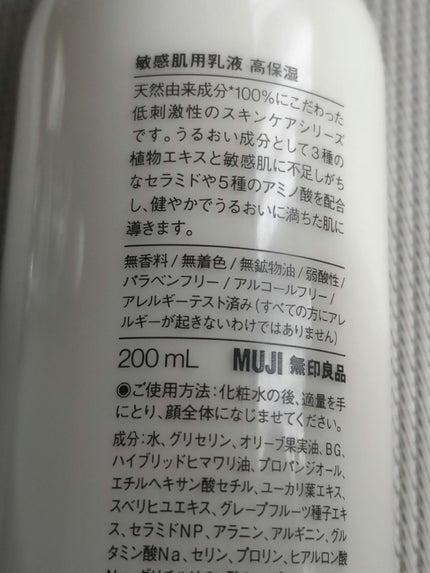 敏感肌用乳液 高保湿
天然由来成分*100%にこだわった
低刺激性のスキンケアシリーズ
です。うるおい成分として3種の
植物エキスと敏感肌に不足しがち
なセラミドや5種のアミノ酸を配合
し、健やかでうるおいに満ちた肌に
導きます。
無香料/無着色/無鉱物油/弱酸性/
パラベンフリー/アルコールフリー/
アレルギーテスト済み(すべての方にアレ
ルギーが起きないわけではありません)
200 mL MUJI 無印良品
◉ご使用方法:化粧水の後、適量を手
にとり、顔全体になじませてください。
成分:水、グリセリン、オリーブ果実油、BG、
ハイブリッドヒマワリ油、プロパンジオール、
エチルヘキサン酸セチル、ユーカリ葉エキス、
スベリヒユエキス、グレープフルーツ種子エキ
ス、セラミドNP、アラニン、アルギニン、グル
タミン酸Na、セリン、プロリン、ヒアルロン酸